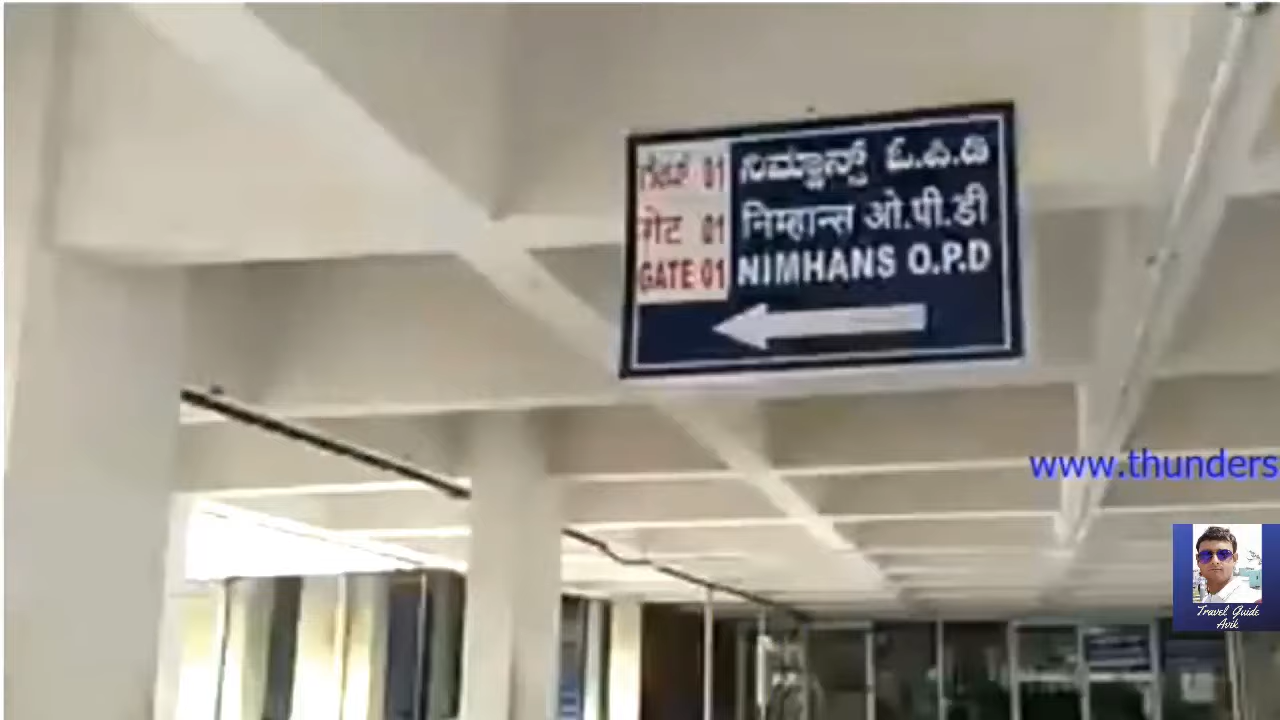 ಗೇಟ್ 01 ನಿಮ್ಹಾನ್ಸ್ ಓ.ಪಿ.ಡಿ
गेट 01 निम्हान्स ओ.पी.डी
GATE 01 NIMHANS O.P.D
www.thunders
Travel Guide
Avik